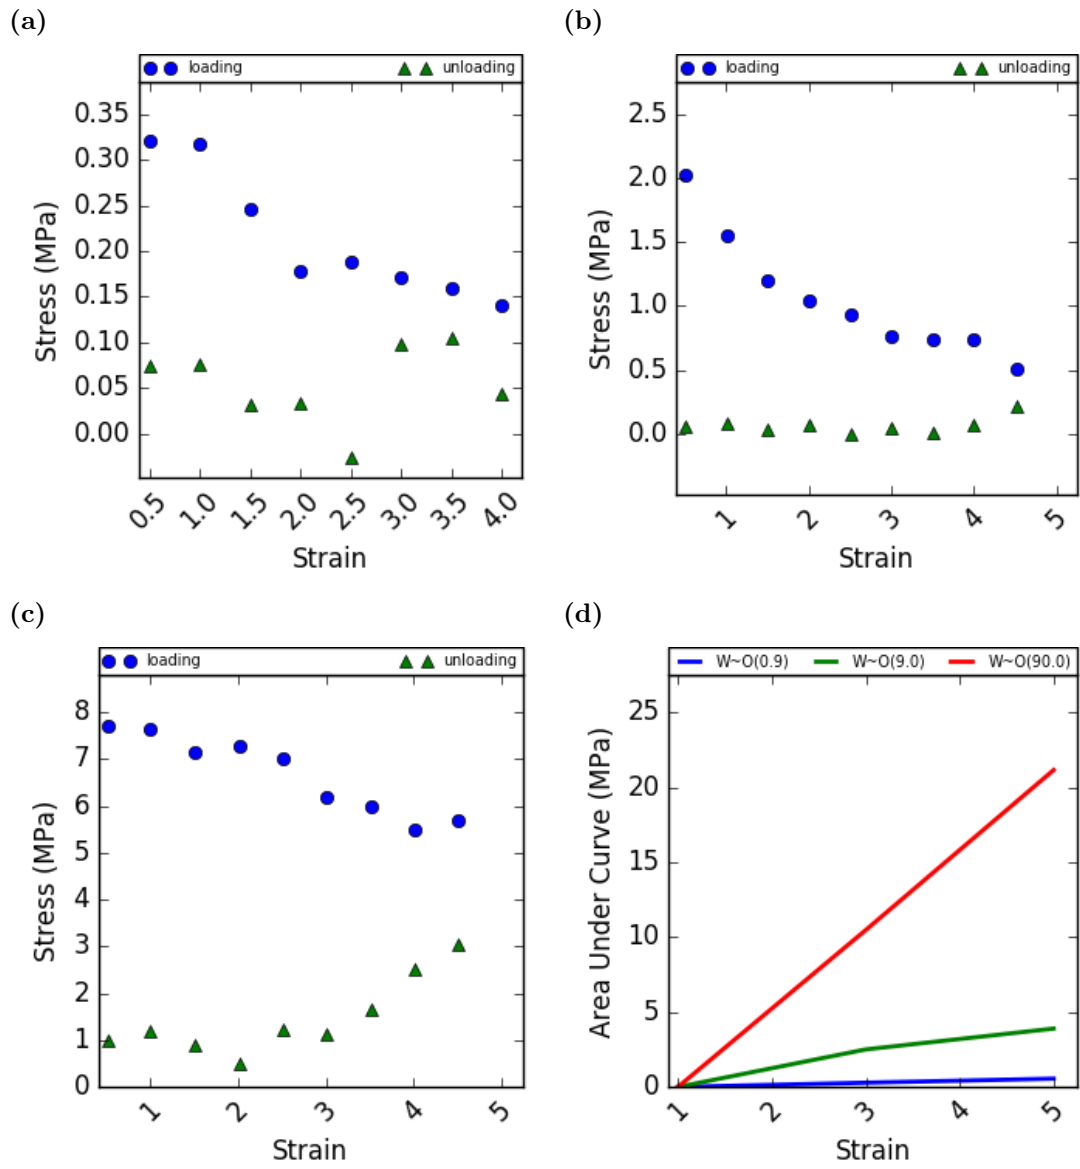 (a)
loading unloading
Stress (MPa)
0.35
0.30
0.25
0.20
0.15
0.10
0.05
0.00
0.5 1.0 1.5 2.0 2.5 3.0 3.5 4.0
Strain
(b)
loading unloading
Stress (MPa)
2.5
2.0
1.5
1.0
0.5
0.0
1 2 3 4 5
Strain
(c)
loading unloading
Stress (MPa)
8
7
6
5
4
3
2
1
0
1 2 3 4 5
Strain
(d)
W~O(0.9) W~O(9.0) W~O(90.0)
Area Under Curve (MPa)
25
20
15
10
5
0
1 2 3 4 5
Strain